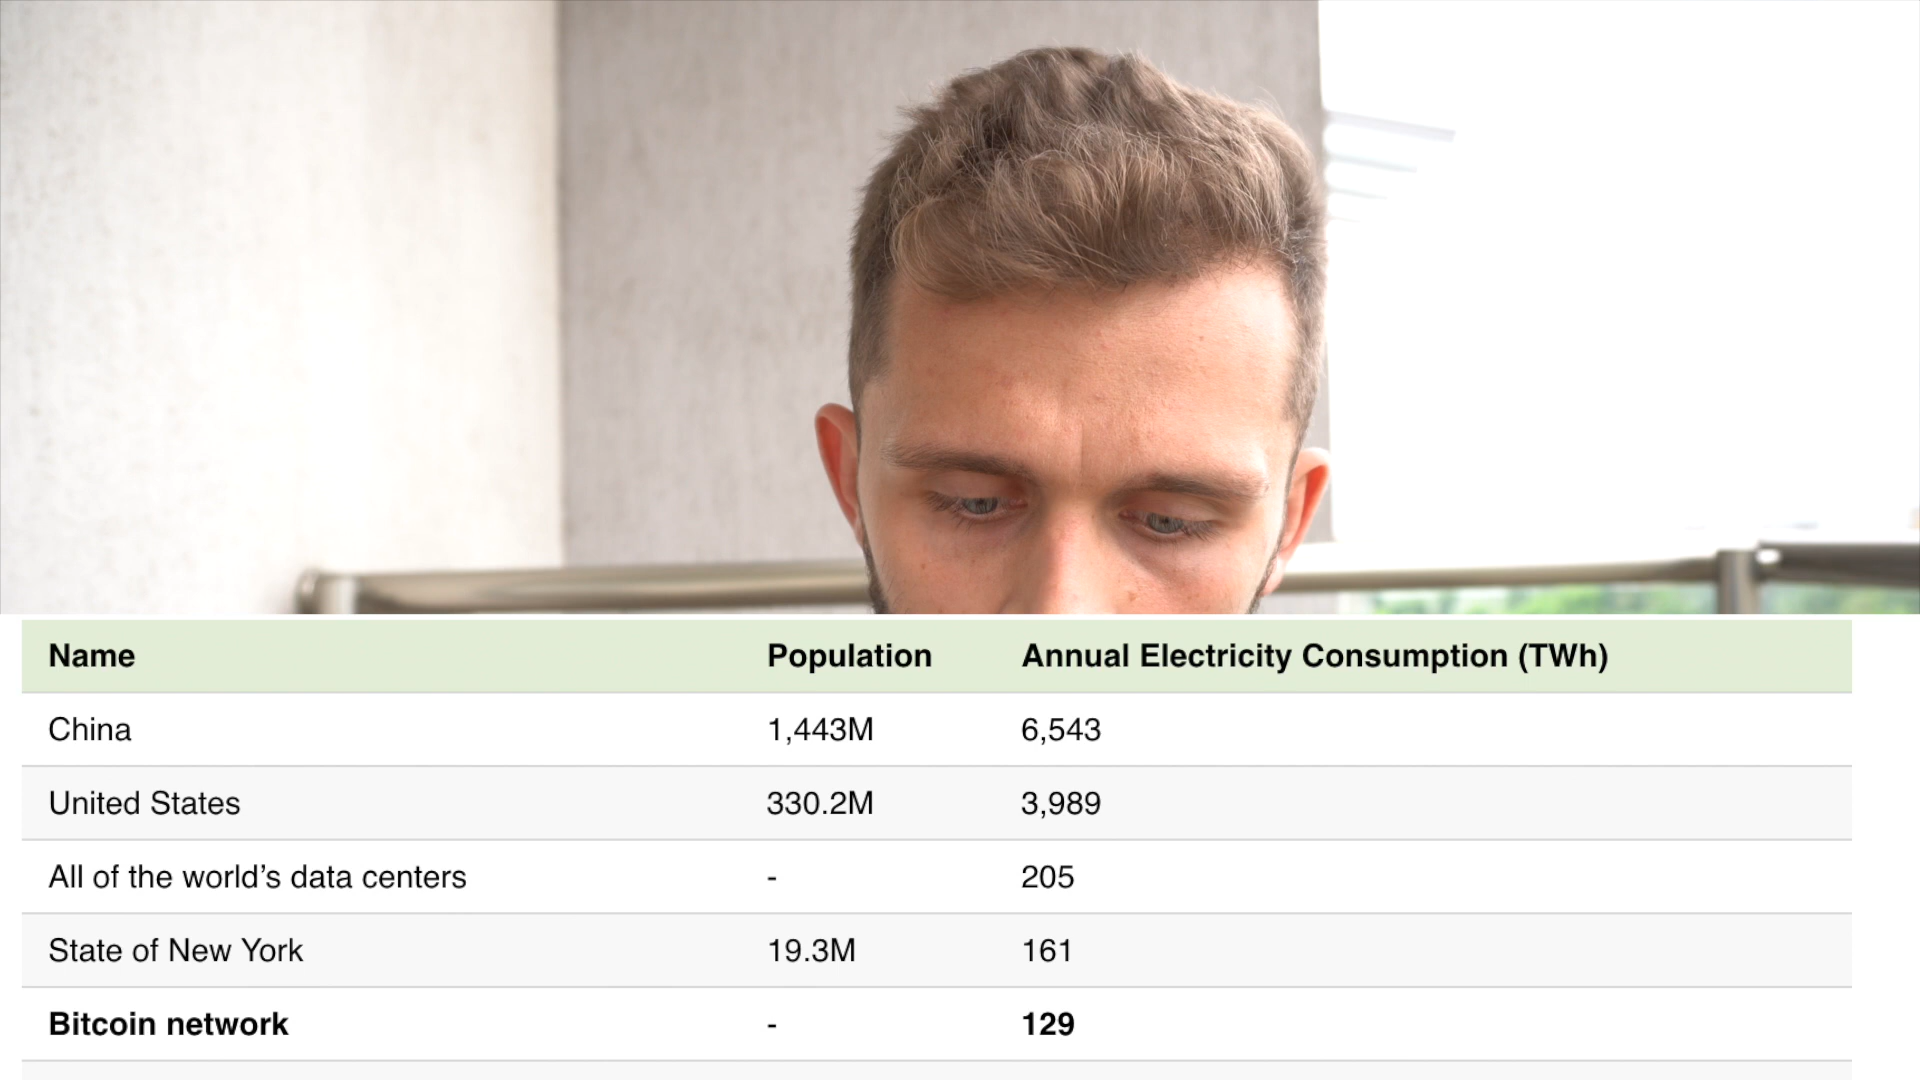 Name Population Annual Electricity Consumption (TWh)
China 1,443M 6,543
United States 330.2M 3,989
All of the world’s data centers - 205
State of New York 19.3M 161
Bitcoin network - 129